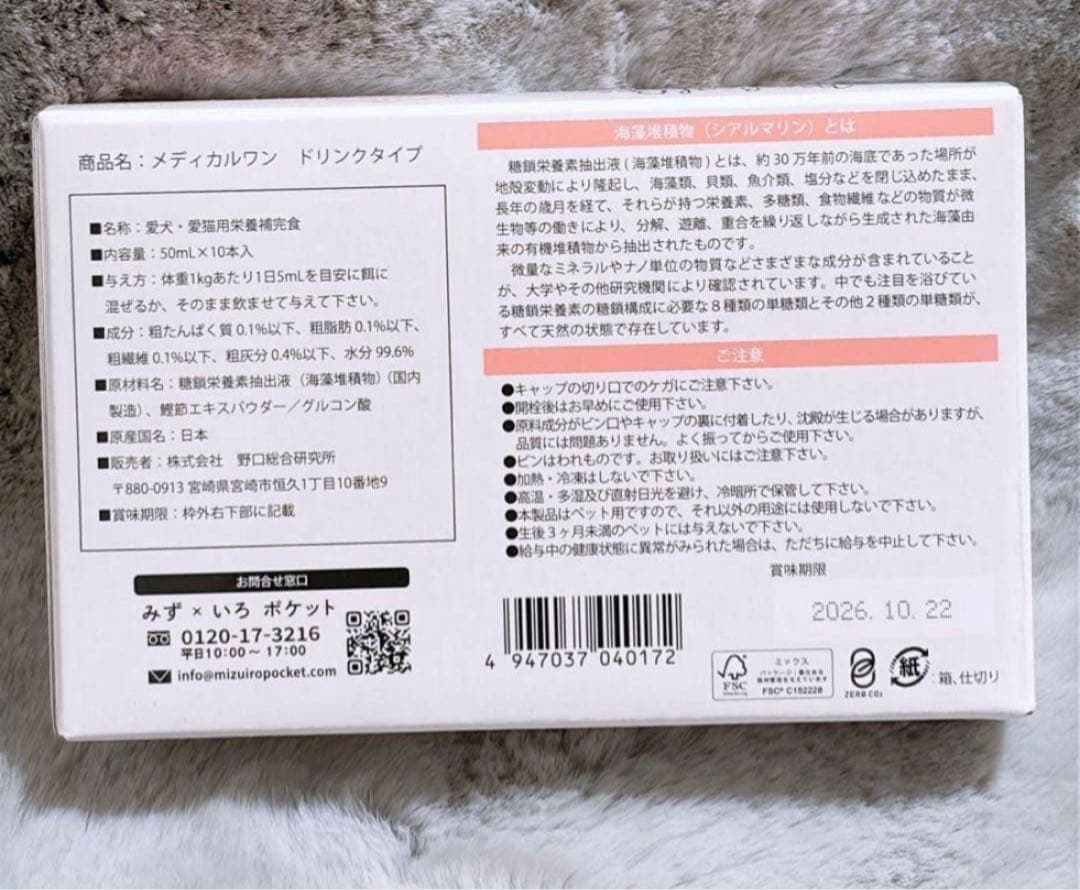 商品名：メディカルワン　ドリンクタイプ
■名称：愛犬・愛猫用栄養補完食
■内容量：50mL×10本入
■与え方：体重1kgあたり1日5mLを目安に餌に
混ぜるか、そのまま飲ませて与えて下さい。
■成分：粗たんぱく質 0.1%以下、粗脂肪 0.1%以下、
粗繊維 0.1%以下、粗灰分 0.4%以下、水分 99.6%
■原材料名：糖鎖栄養素抽出液（海藻堆積物）（国内
製造）、鰹節エキスパウダー／グルコン酸
■原産国名：日本
■販売者：株式会社　野口総合研究所
〒880-0913 宮崎県宮崎市恒久1丁目10番地9
■賞味期限：枠外右下部に記載
お問合せ窓口
みず×いろ ポケット
0120-17-3216
平日10:00～17:00
info@mizuiropocket.com
海藻堆積物（シアルマリン）とは
糖鎖栄養素抽出液(海藻堆積物)とは、約30万年前の海底であった場所が
地殻変動により隆起し、海藻類、貝類、魚介類、塩分などを閉じ込めたまま、
長年の歳月を経て、それらが持つ栄養素、多糖類、食物繊維などの物質が微
生物等の働きにより、分解、遊離、重合を繰り返しながら生成された海藻由
来の有機堆積物から抽出されたものです。
微量なミネラルやナノ単位の物質などさまざまな成分が含まれていること
が、大学やその他研究機関により確認されています。中でも注目を浴びてい
る糖鎖栄養素の糖鎖構成に必要な8種類の単糖類とその他2種類の単糖類が、
すべて天然の状態で存在しています。
ご注意
●キャップの切り口でのケガにご注意下さい。
●開栓後はお早めにご使用下さい。
●原料成分がビン口やキャップの裏に付着したり、沈殿が生じる場合がありますが、
品質には問題ありません。よく振ってからご使用下さい。
●ビンはわれものです。お取り扱いにはご注意下さい。
●加熱・冷凍はしないで下さい。
●高温・多湿及び直射日光を避け、冷暗所で保管して下さい。
●本製品はペット用ですので、それ以外の用途には使用しないで下さい。
●生後3ヶ月未満のペットには与えないで下さい。
●給与中の健康状態に異常がみられた場合は、ただちに給与を中止して下さい。
賞味期限
2026.10.22
4 947037 040172
FSC
ミックス
パッケージ｜責任ある
森林管理を支えています
FSC® C152228
ZERO CO₂
紙
：箱、仕切り